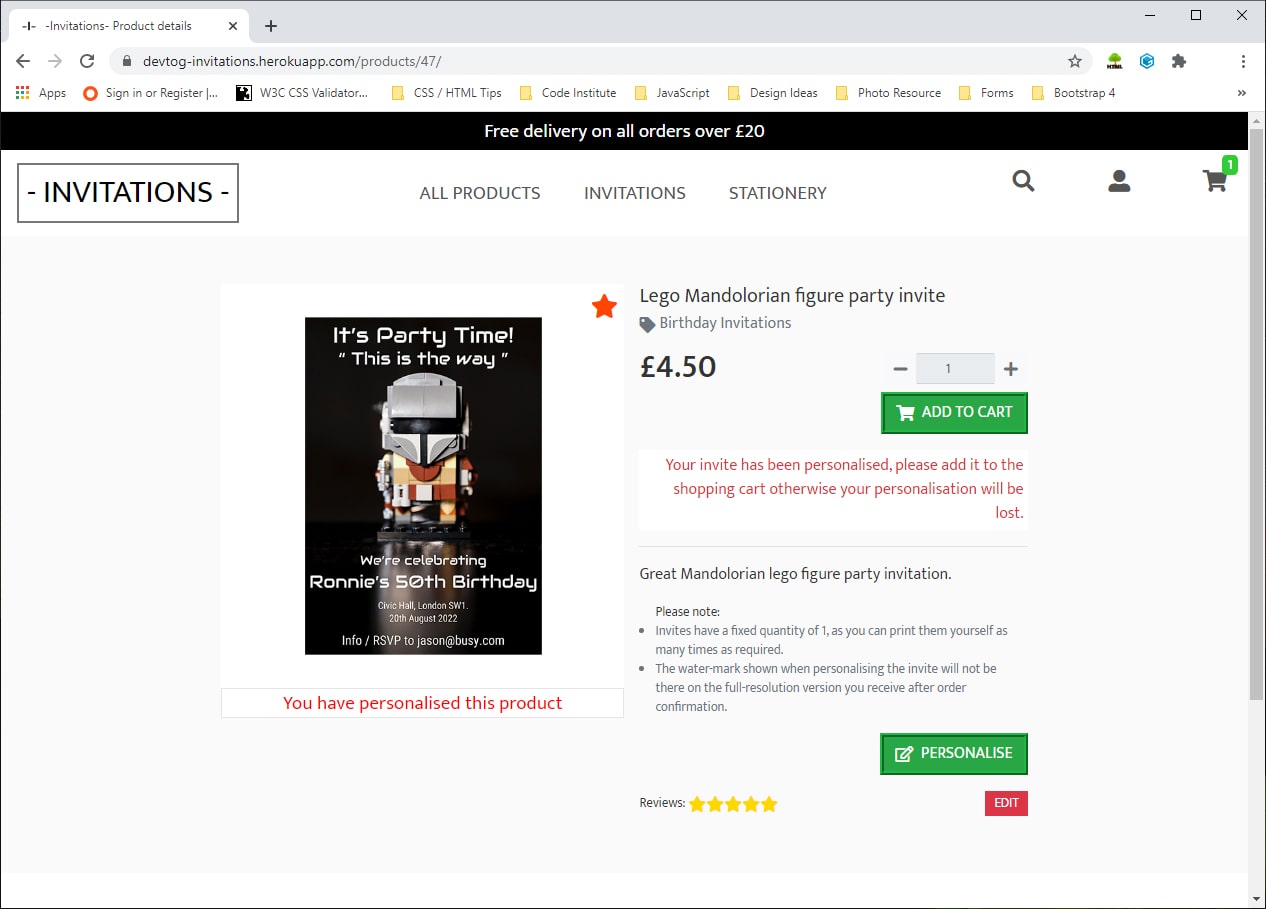 -I- -Invitations- Product details
devtog-invitations.herokuapp.com/products/47/
Apps Sign in or Register |... W3C CSS Validator... CSS / HTML Tips Code Institute JavaScript Design Ideas Photo Resource Forms Bootstrap 4 »
Free delivery on all orders over £20
- INVITATIONS - ALL PRODUCTS INVITATIONS STATIONERY 1
It's Party Time!
“ This is the way ”
We're celebrating
Ronnie's 50th Birthday
Civic Hall, London SW1.
20th August 2022
Info / RSVP to jason@busy.com
You have personalised this product
Lego Mandolorian figure party invite
Birthday Invitations
£4.50
1
ADD TO CART
Your invite has been personalised, please add it to the
shopping cart otherwise your personalisation will be
lost.
Great Mandolorian lego figure party invitation.
Please note:
Invites have a fixed quantity of 1, as you can print them yourself as
many times as required.
The water-mark shown when personalising the invite will not be
there on the full-resolution version you receive after order
confirmation.
PERSONALISE
Reviews:
EDIT